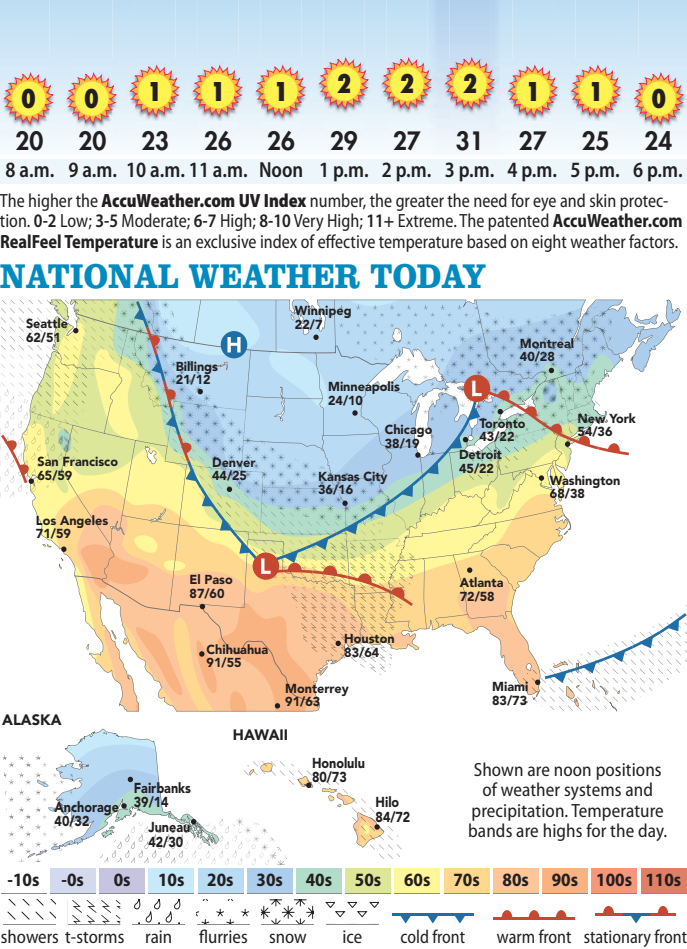 0 0 1 1 1 2 2 2 1 1 0
20 20 23 26 26 29 27 31 27 25 24
8 a.m. 9 a.m. 10 a.m. 11 a.m. Noon 1 p.m. 2 p.m. 3 p.m. 4 p.m. 5 p.m. 6 p.m.
The higher the AccuWeather.com UV Index number, the greater the need for eye and skin protec-
tion. 0-2 Low; 3-5 Moderate; 6-7 High; 8-10 Very High; 11+ Extreme. The patented AccuWeather.com
RealFeel Temperature is an exclusive index of effective temperature based on eight weather factors.
NATIONAL WEATHER TODAY
Seattle
62/51
Winnipeg
22/7
H
Billings
21/12
Montreal
40/28
Minneapolis
24/10
L
Chicago
38/19
Toronto
43/22
New York
54/36
Detroit
45/22
San Francisco
65/59
Denver
44/25
Kansas City
36/16
Washington
68/38
Los Angeles
71/59
L
El Paso
87/60
Atlanta
72/58
Chihuahua
91/55
Houston
83/64
Monterrey
91/63
Miami
83/73
ALASKA
Fairbanks
39/14
Anchorage
40/32
Juneau
42/30
HAWAII
Honolulu
80/73
Hilo
84/72
Shown are noon positions
of weather systems and
precipitation. Temperature
bands are highs for the day.
-10s -0s 0s 10s 20s 30s 40s 50s 60s 70s 80s 90s 100s 110s
showers t-storms rain flurries snow ice cold front warm front stationary front